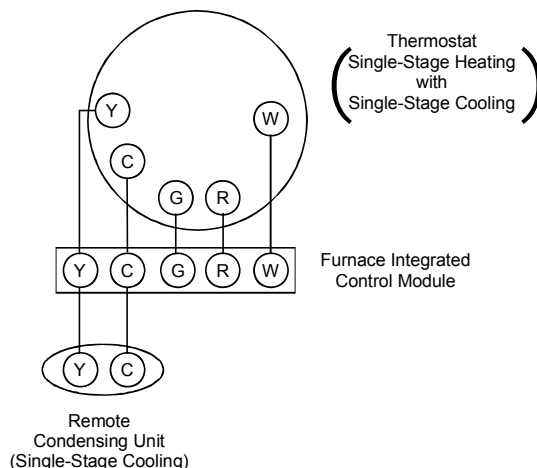 Thermostat
Single-Stage Heating
with
Single-Stage Cooling
Y
W
C
G R
Y C G R W
Furnace Integrated
Control Module
Y C
Remote
Condensing Unit
(Single-Stage Cooling)